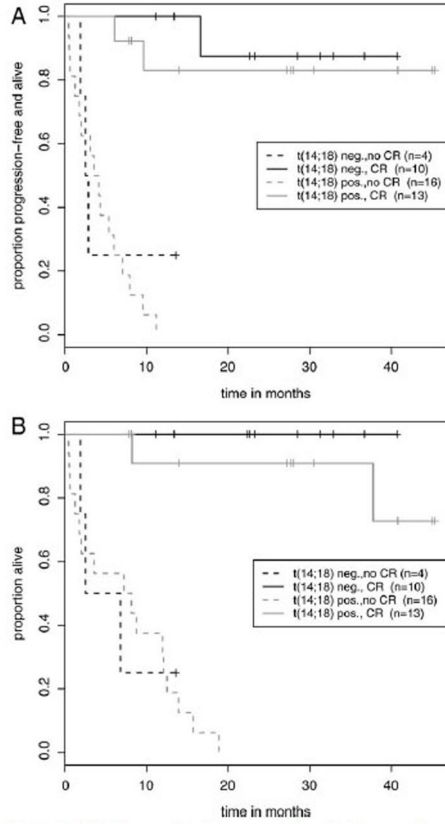 A
proportion progression-free and alive
1.0
0.8
0.6
0.4
0.2
0.0
t(14;18) neg.,no CR (n=4)
t(14;18) neg., CR (n=10)
t(14;18) pos.,no CR (n=16)
t(14;18) pos., CR (n=13)
0 10 20 30 40
time in months
B
proportion alive
1.0
0.8
0.6
0.4
0.2
0.0
t(14;18) neg.,no CR (n=4)
t(14;18) neg., CR (n=10)
t(14;18) pos.,no CR (n=16)
t(14;18) pos., CR (n=13)
0 10 20 30 40
time in months